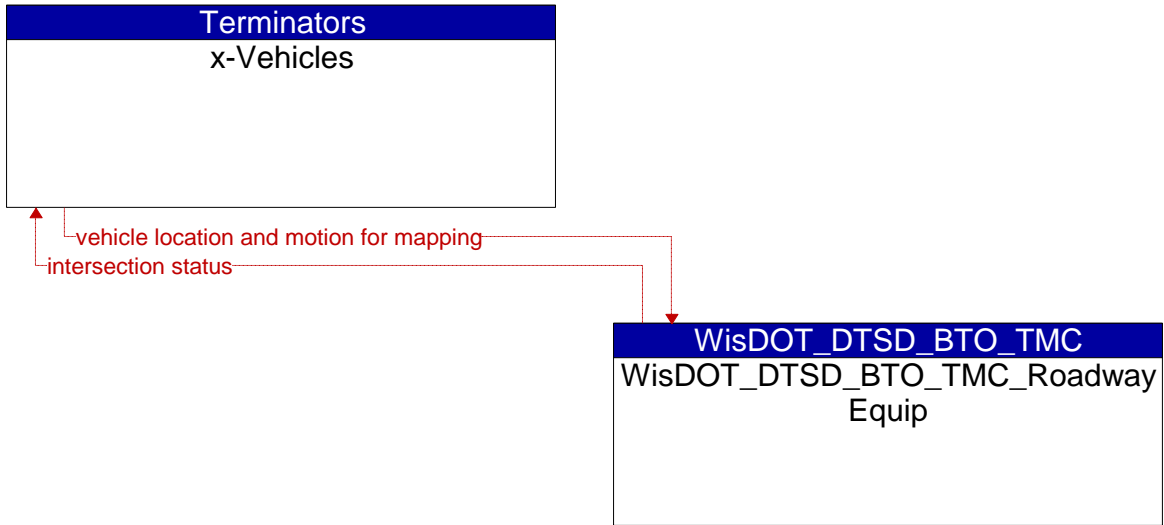 Terminators
x-Vehicles
vehicle location and motion for mapping
intersection status
WisDOT_DTSD_BTO_TMC
WisDOT_DTSD_BTO_TMC_Roadway
Equip